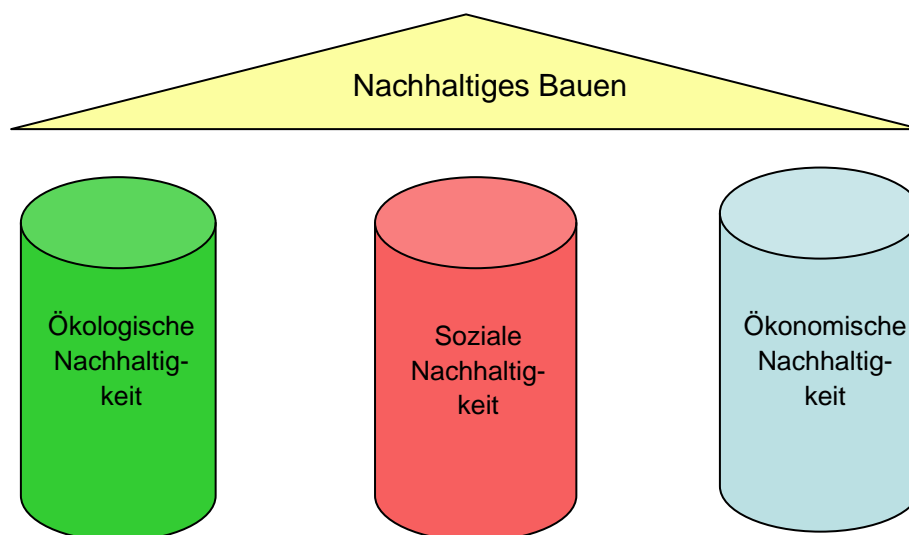 Nachhaltiges Bauen
Ökologische
Nachhaltig-
keit
Soziale
Nachhaltig-
keit
Ökonomische
Nachhaltig-
keit